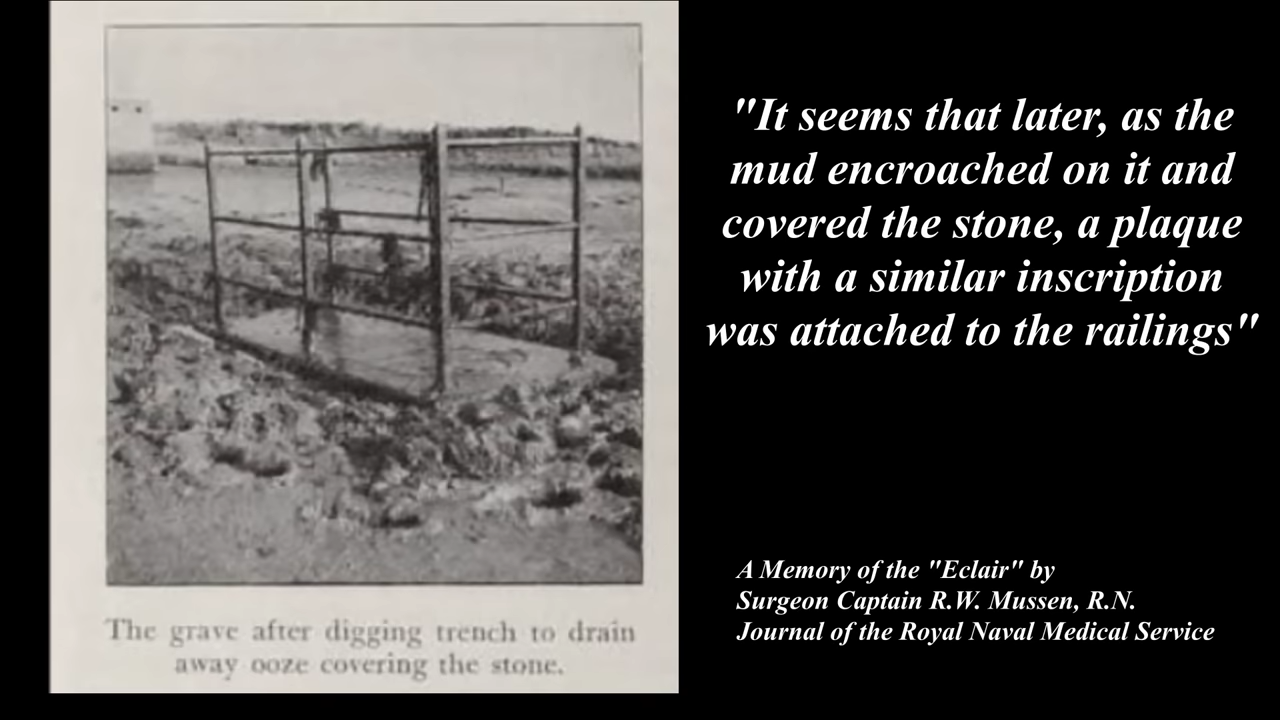 "It seems that later, as the
mud encroached on it and
covered the stone, a plaque
with a similar inscription
was attached to the railings"
A Memory of the "Eclair" by
Surgeon Captain R.W. Mussen, R.N.
Journal of the Royal Naval Medical Service
The grave after digging trench to drain
away ooze covering the stone.